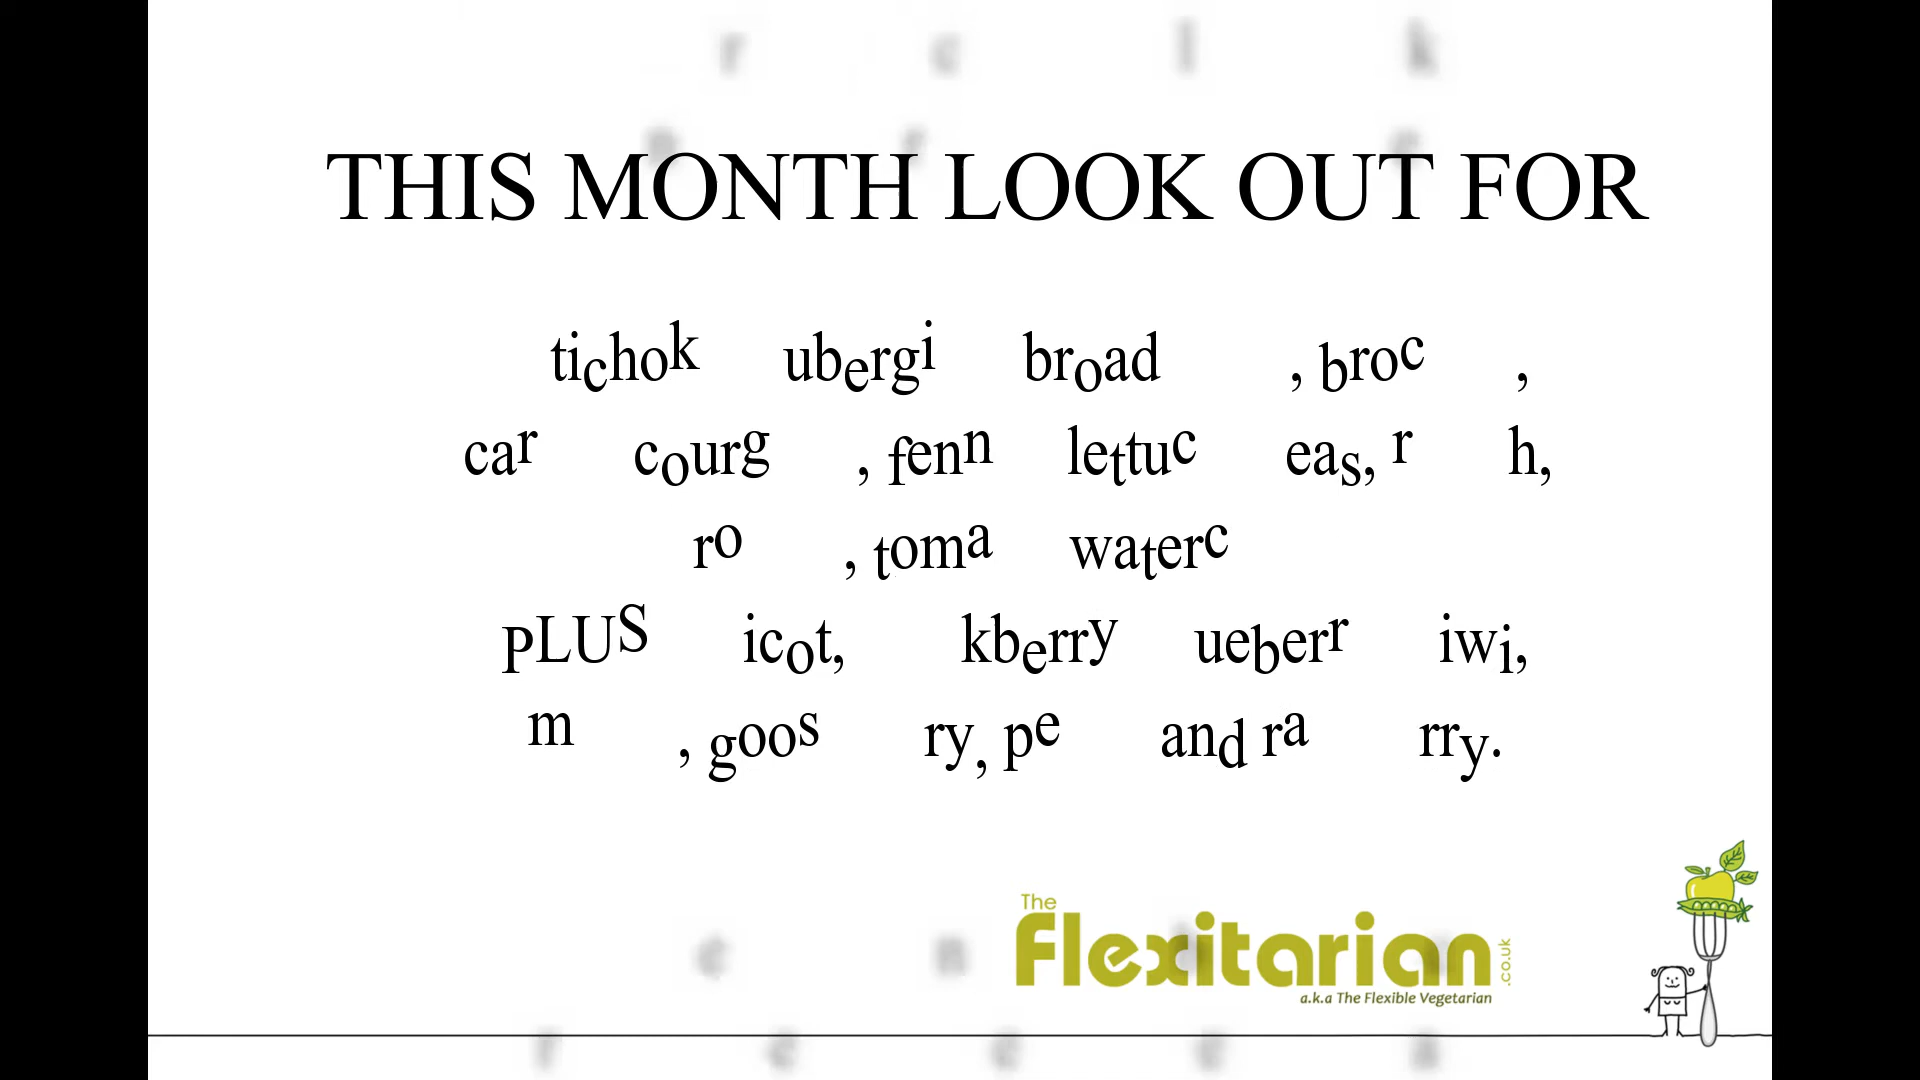 THIS MONTH LOOK OUT FOR
tichok ubergi broad , broc ,
car courg , fenn lettuc eas, r h,
ro , toma waterc
PLUS icot, kberry ueberr iwi,
m , goos ry, pe and ra rry.
The
Flexitarian
.co.uk
a.k.a The Flexible Vegetarian